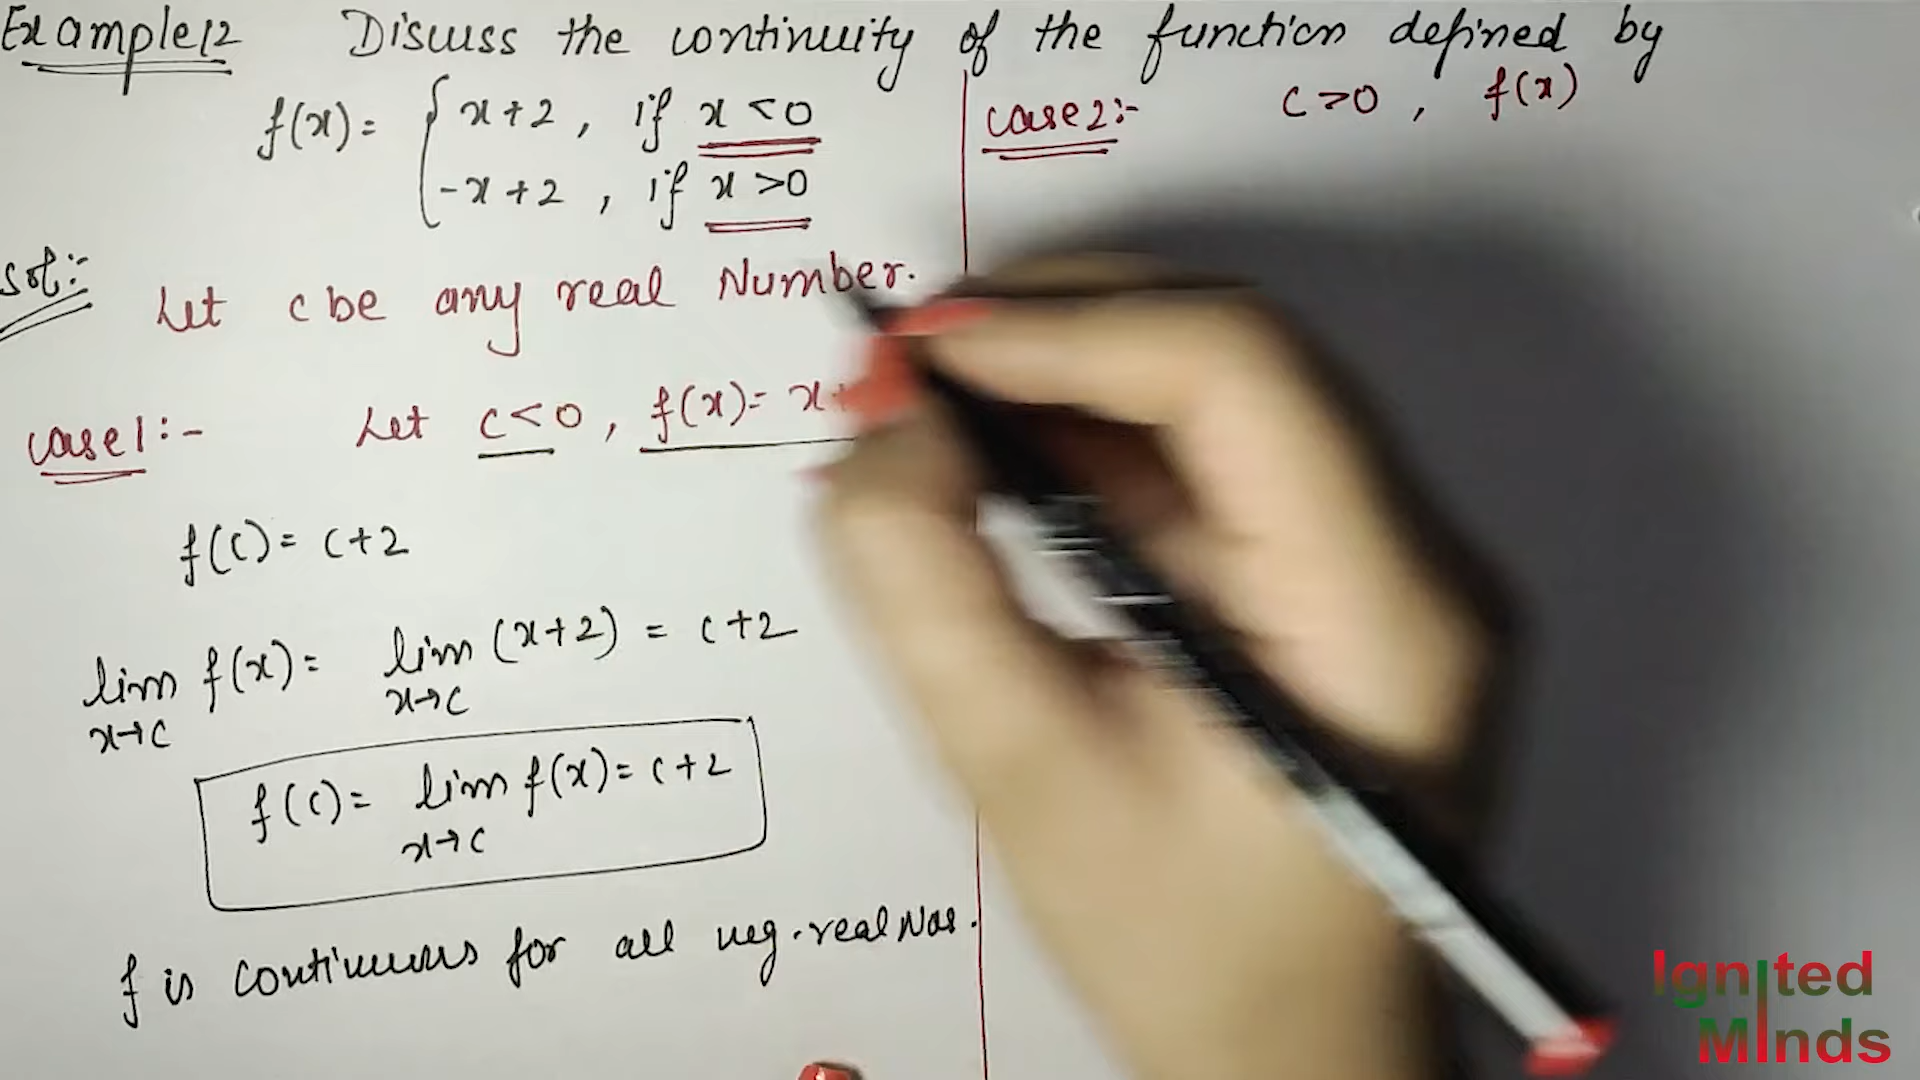 Example 12 Discuss the continuity of the function defined by
f(x) = { x+2 , if x < 0
-x+2 , if x > 0
Sol:-
Let c be any real Number.
Case 1:- Let c < 0 , f(x) = x+
f(c) = c+2
lim f(x) = lim (x+2) = c+2
x→c x→c
f(c) = lim f(x) = c+2
x→c
f is continuous for all neg. real Nos.
Case 2:- c > 0 , f(x)
Ignited
Minds